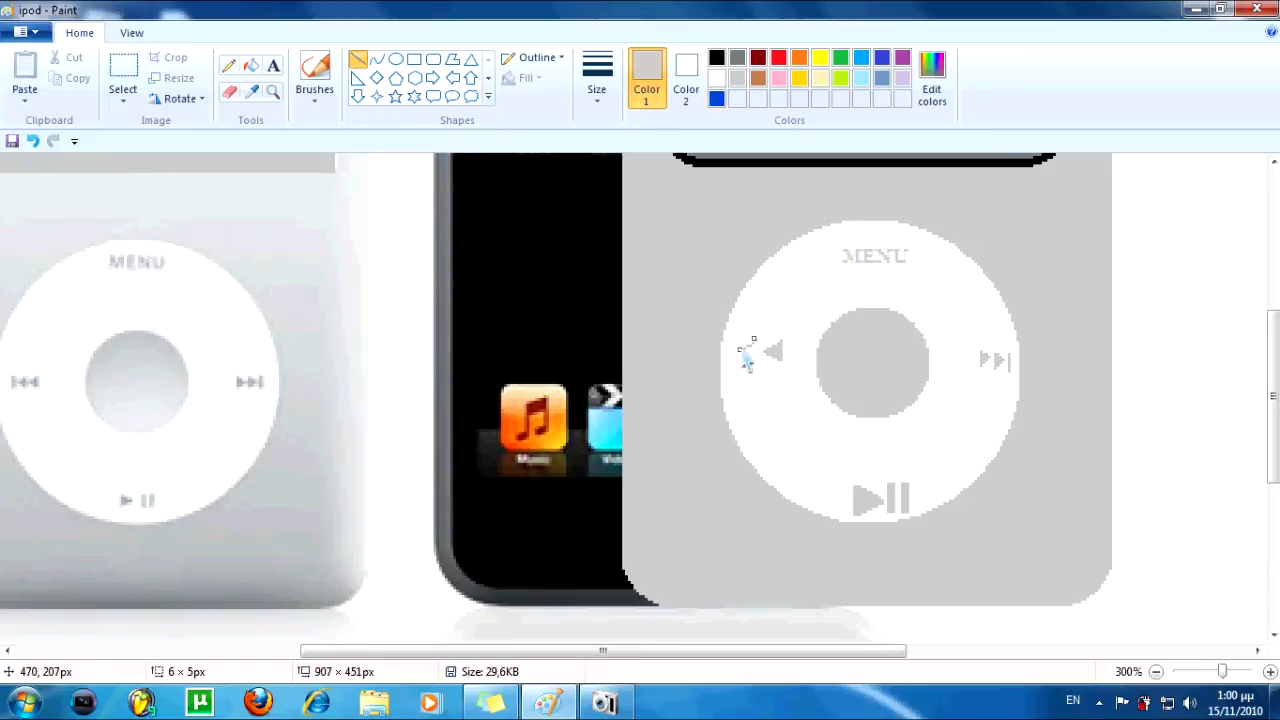 ipod - Paint
Home
View
Paste
Cut
Copy
Clipboard
Select
Crop
Resize
Rotate
Image
Tools
Brushes
Shapes
Outline
Fill
Size
Color 1
Color 2
Edit colors
Colors
MENU
MENU
Music
470, 207px
6 × 5px
907 × 451px
Size: 29,6KB
300%
EN
1:00 μμ
15/11/2010